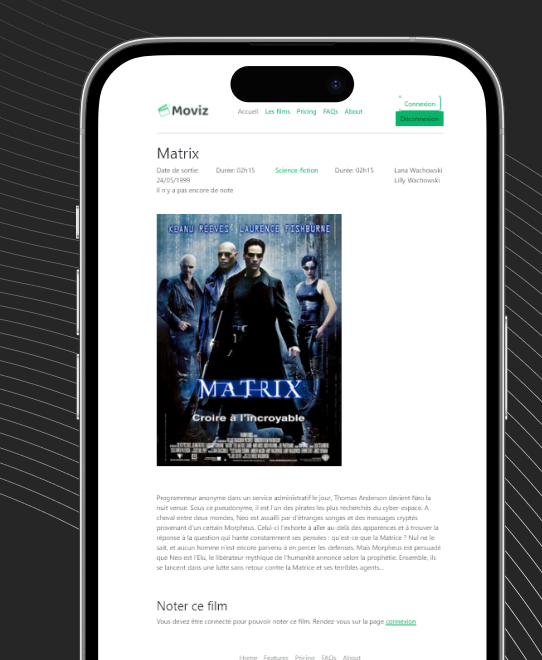 Moviz
Accueil Les films Pricing FAQs About
Connexion
Déconnexion
Matrix
Date de sortie Durée: 02h15 Science-fiction Durée: 02h15 Lana Wachowski
24/05/1999 Lilly Wachowski
Il n'y a pas encore de note
KEANU REEVES LAURENCE FISHBURNE
MATRIX
Croire à l'incroyable
Programmeur anonyme dans un service administratif le jour, Thomas Anderson devient Neo la
nuit venue. Sous ce pseudonyme, il est l'un des pirates les plus recherchés du cyber-espace. A
cheval entre deux mondes, Neo est assailli par d'étranges songes et des messages cryptés
provenant d'un certain Morpheus. Celui-ci l'exhorte à aller au-delà des apparences et à trouver la
réponse à la question qui hante constamment ses pensées : qu'est-ce que la Matrice ? Nul ne le
sait, et aucun homme n'est encore parvenu à en percer les defenses. Mais Morpheus est persuadé
que Neo est l'Elu, le libérateur mythique de l'humanité annoncé selon la prophétie. Ensemble, ils
se lancent dans une lutte sans retour contre la Matrice et ses terribles agents...
Noter ce film
Vous devez être connecté pour pouvoir noter ce film. Rendez-vous sur la page connexion
Home Features Pricing FAQs About